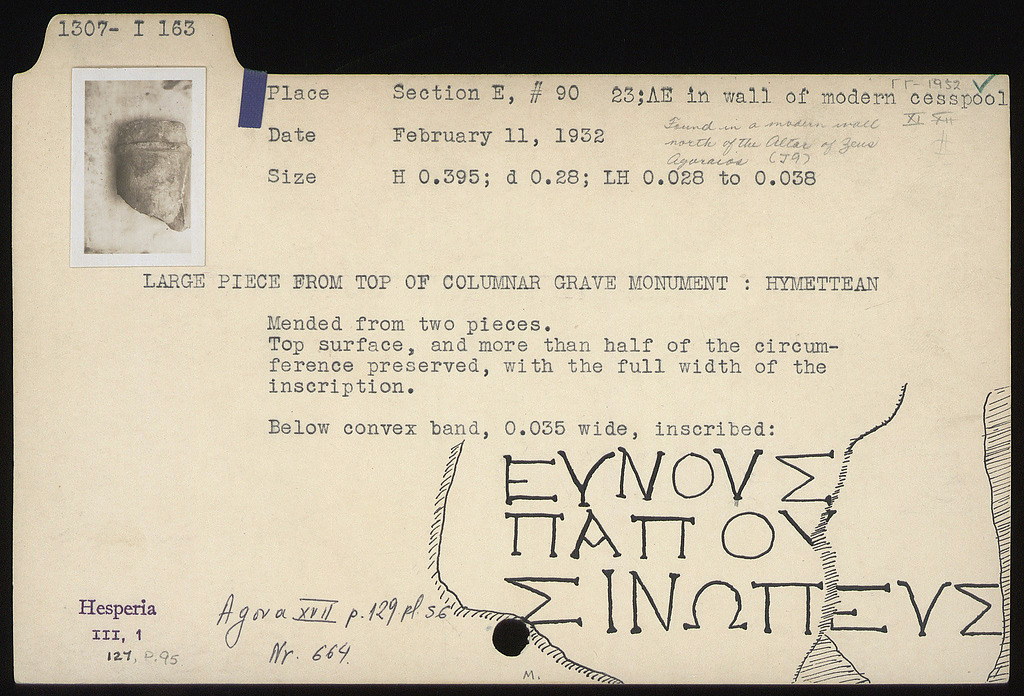 1307- I 163
ΓΓ-1952 ✓
Place Section E, # 90 23;ΛE in wall of modern cesspool
XI XII
#
Date February 11, 1932
Found in a modern wall
north of the Altar of Zeus
Agoraios (J9)
Size H 0.395; d 0.28; LH 0.028 to 0.038
LARGE PIECE FROM TOP OF COLUMNAR GRAVE MONUMENT : HYMETTEAN
Mended from two pieces.
Top surface, and more than half of the circum-
ference preserved, with the full width of the
inscription.
Below convex band, 0.035 wide, inscribed:
ΕΥΝΟΥΣ
ΠΑΠΟΥ
ΣΙΝΩΠΕΥΣ
Hesperia
III, 1
127, p.95
Agora XVII p.129 pl 56
Nr. 664.
M.